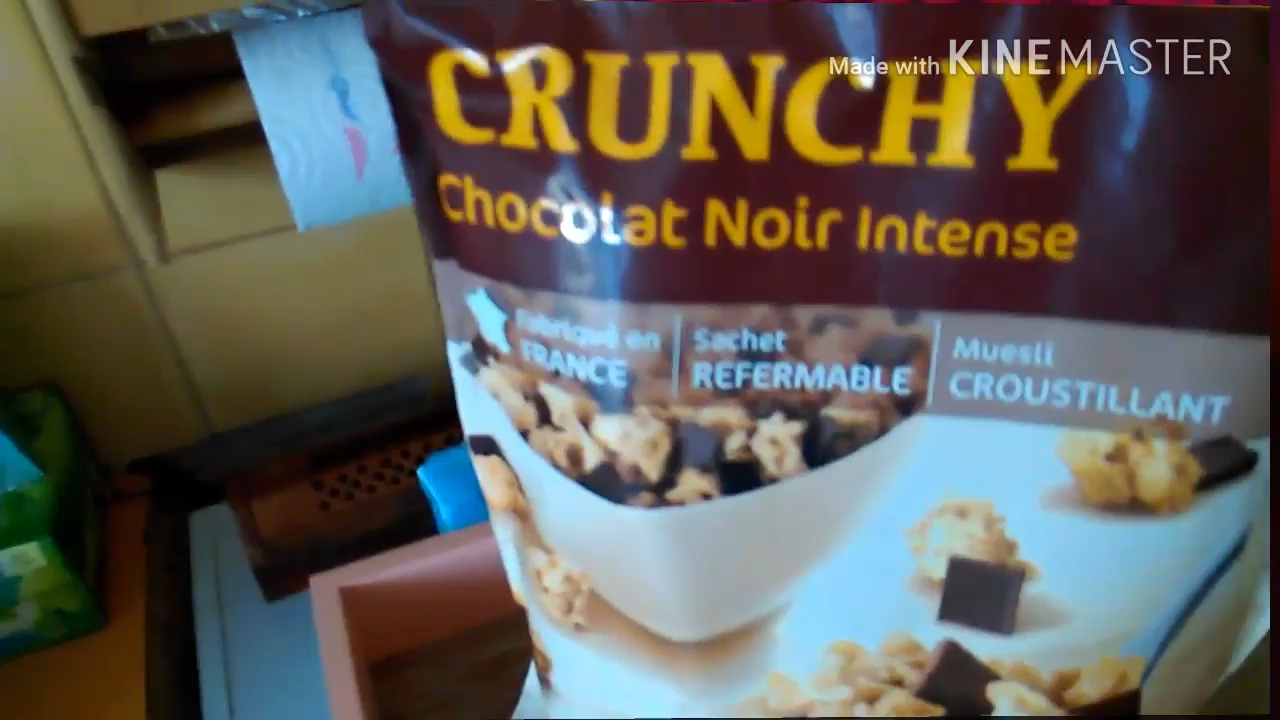 Made with KINEMASTER
CRUNCHY
Chocolat Noir Intense
Fabriqué en
FRANCE
Sachet
REFERMABLE
Muesli
CROUSTILLANT